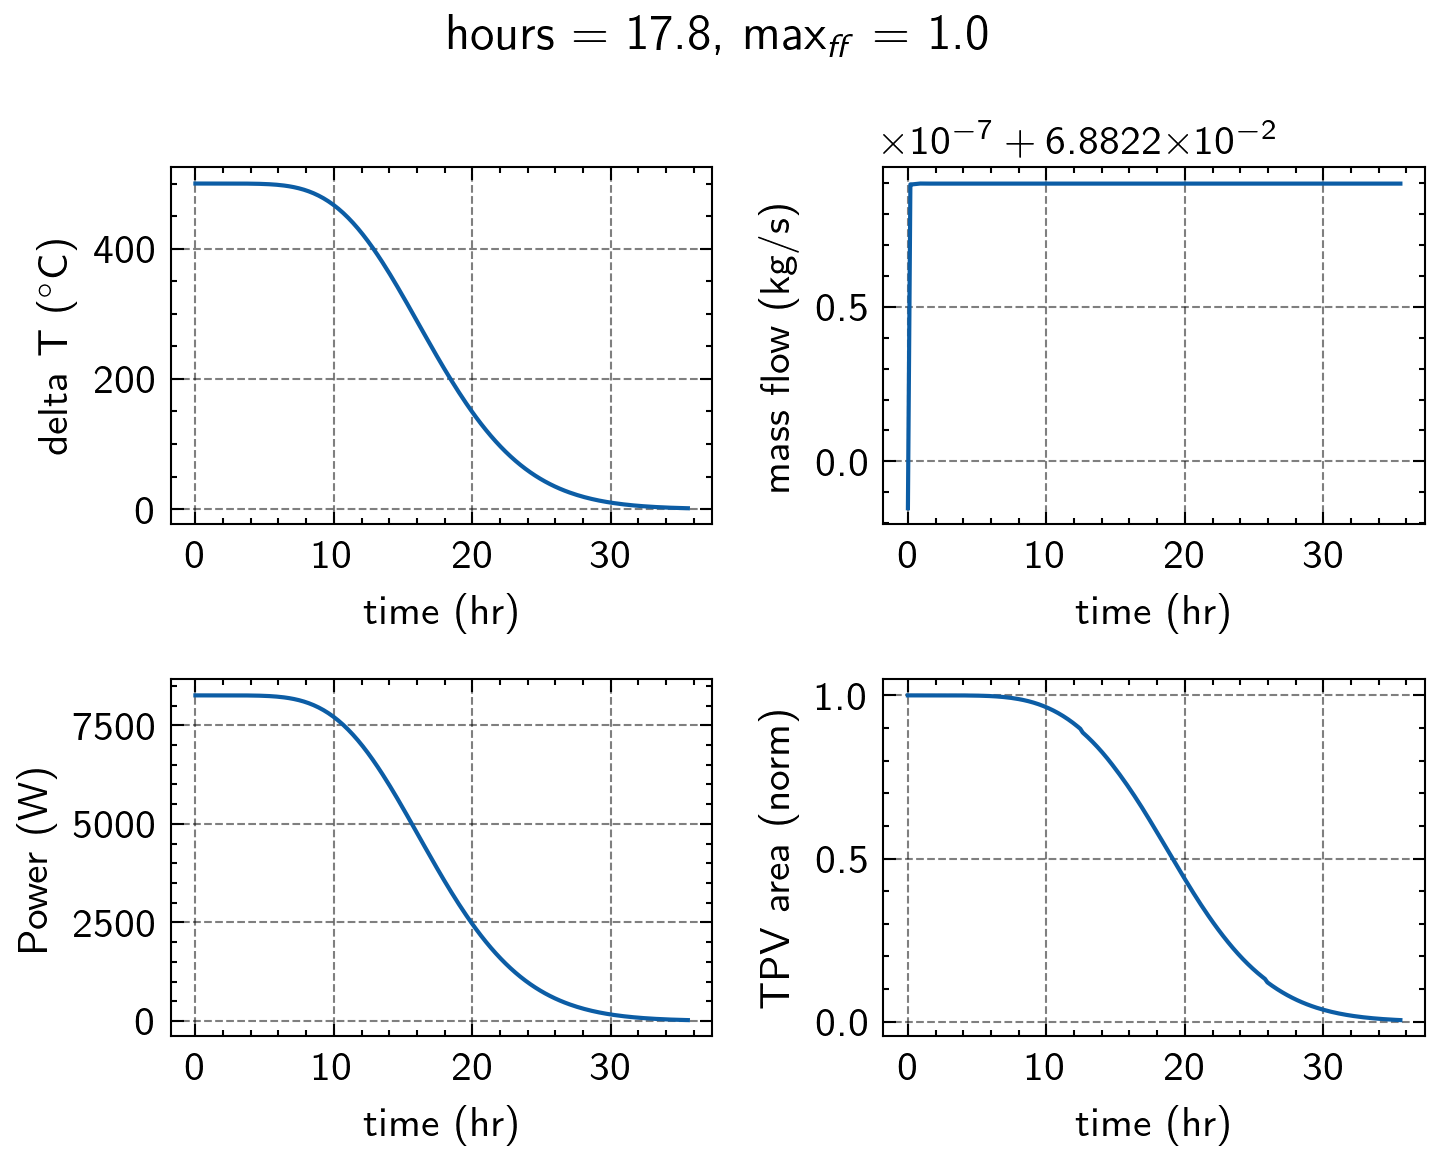 hours = 17.8, max_ff = 1.0
delta T (°C)
400
200
0
0 10 20 30
time (hr)
×10⁻⁷ + 6.8822×10⁻²
mass flow (kg/s)
0.5
0.0
0 10 20 30
time (hr)
Power (W)
7500
5000
2500
0
0 10 20 30
time (hr)
TPV area (norm)
1.0
0.5
0.0
0 10 20 30
time (hr)